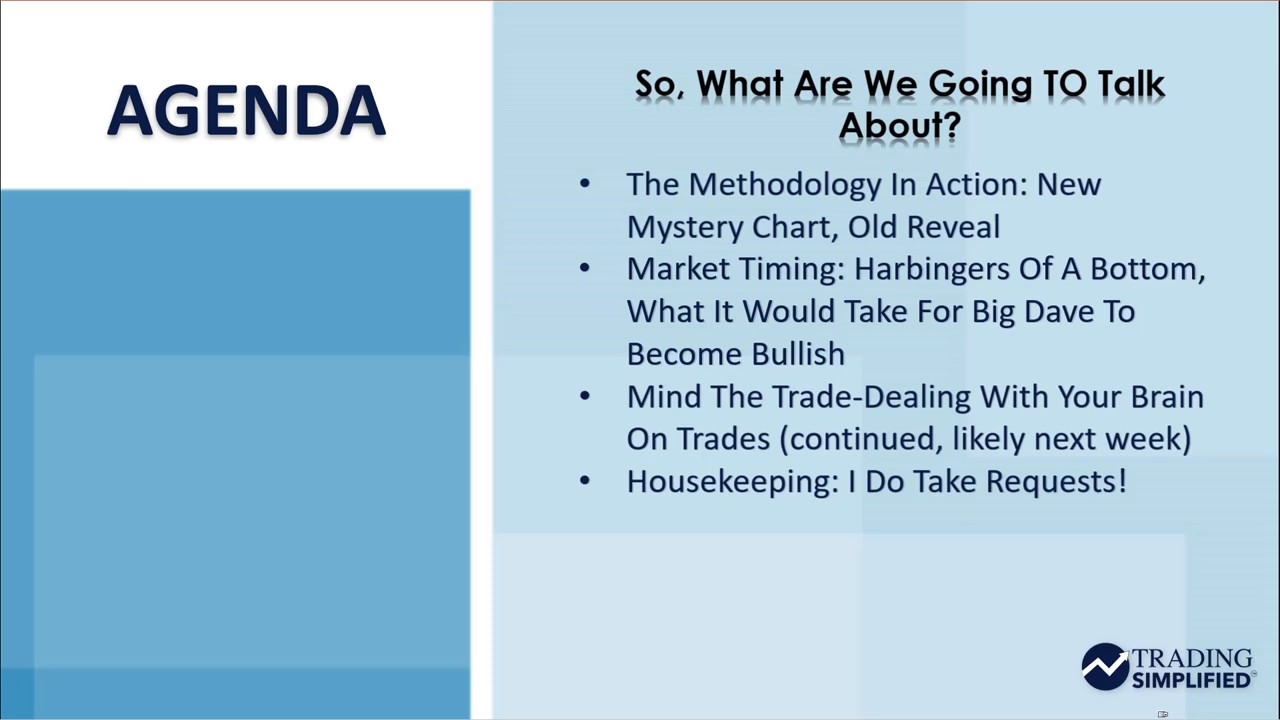 AGENDA
So, What Are We Going TO Talk
About?
• The Methodology In Action: New
Mystery Chart, Old Reveal
• Market Timing: Harbingers Of A Bottom,
What It Would Take For Big Dave To
Become Bullish
• Mind The Trade-Dealing With Your Brain
On Trades (continued, likely next week)
• Housekeeping: I Do Take Requests!
TRADING
SIMPLIFIED